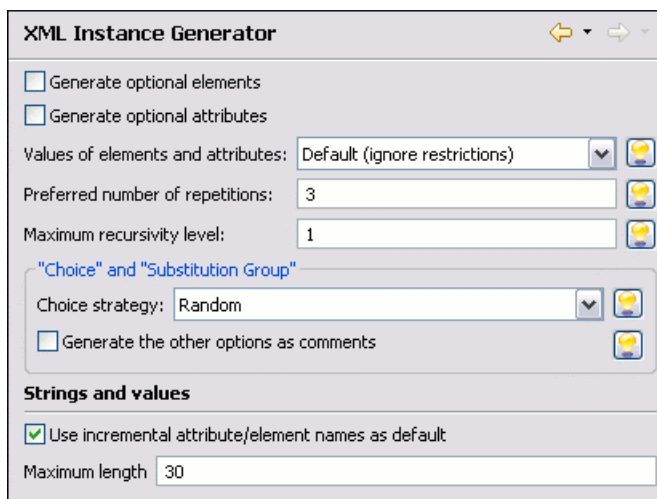 XML Instance Generator
Generate optional elements
Generate optional attributes
Values of elements and attributes: Default (ignore restrictions)
Preferred number of repetitions: 3
Maximum recursivity level: 1
"Choice" and "Substitution Group"
Choice strategy: Random
Generate the other options as comments
Strings and values
Use incremental attribute/element names as default
Maximum length 30